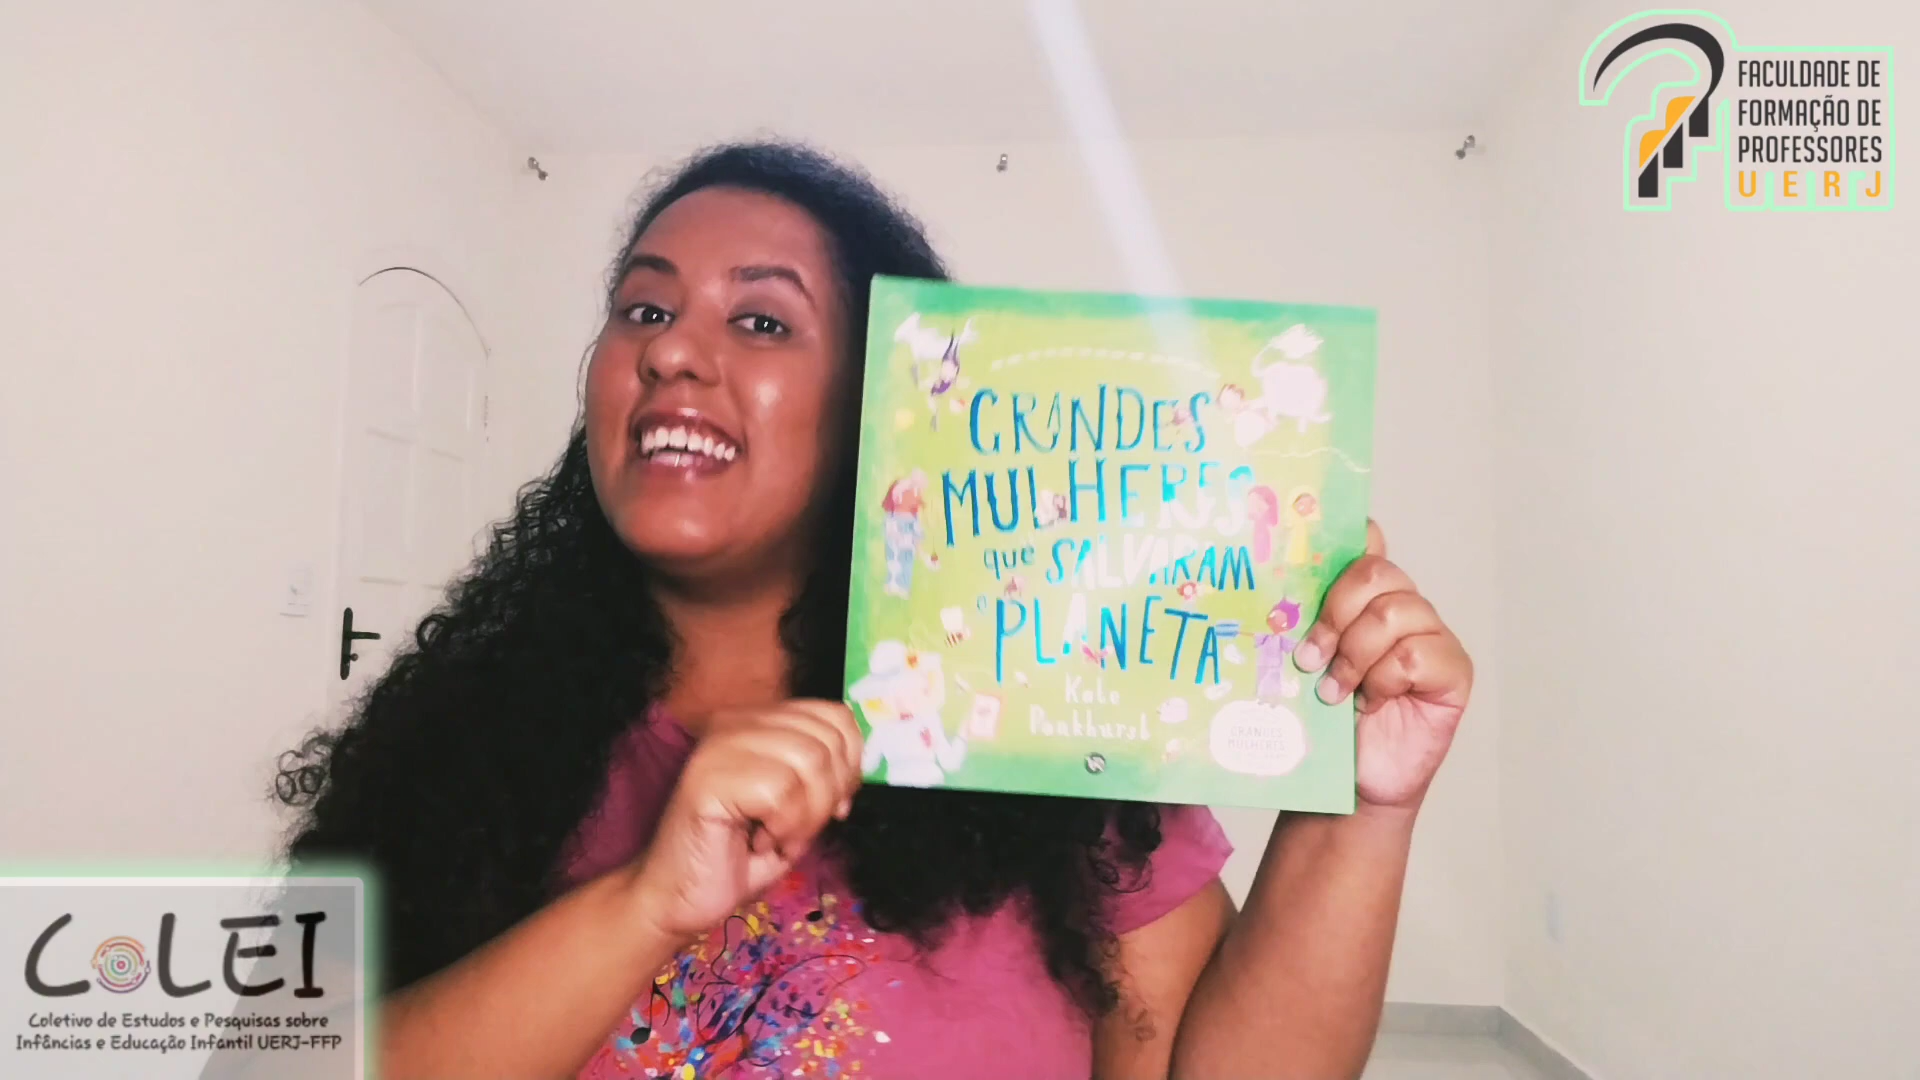 FACULDADE DE
FORMAÇÃO DE
PROFESSORES
UERJ
GRANDES
MULHERES
que SALVARAM
o PLANETA
Kate
Pankhurst
GRANDES
MULHERES
COLEI
Coletivo de Estudos e Pesquisas sobre
Infâncias e Educação Infantil UERJ-FFP